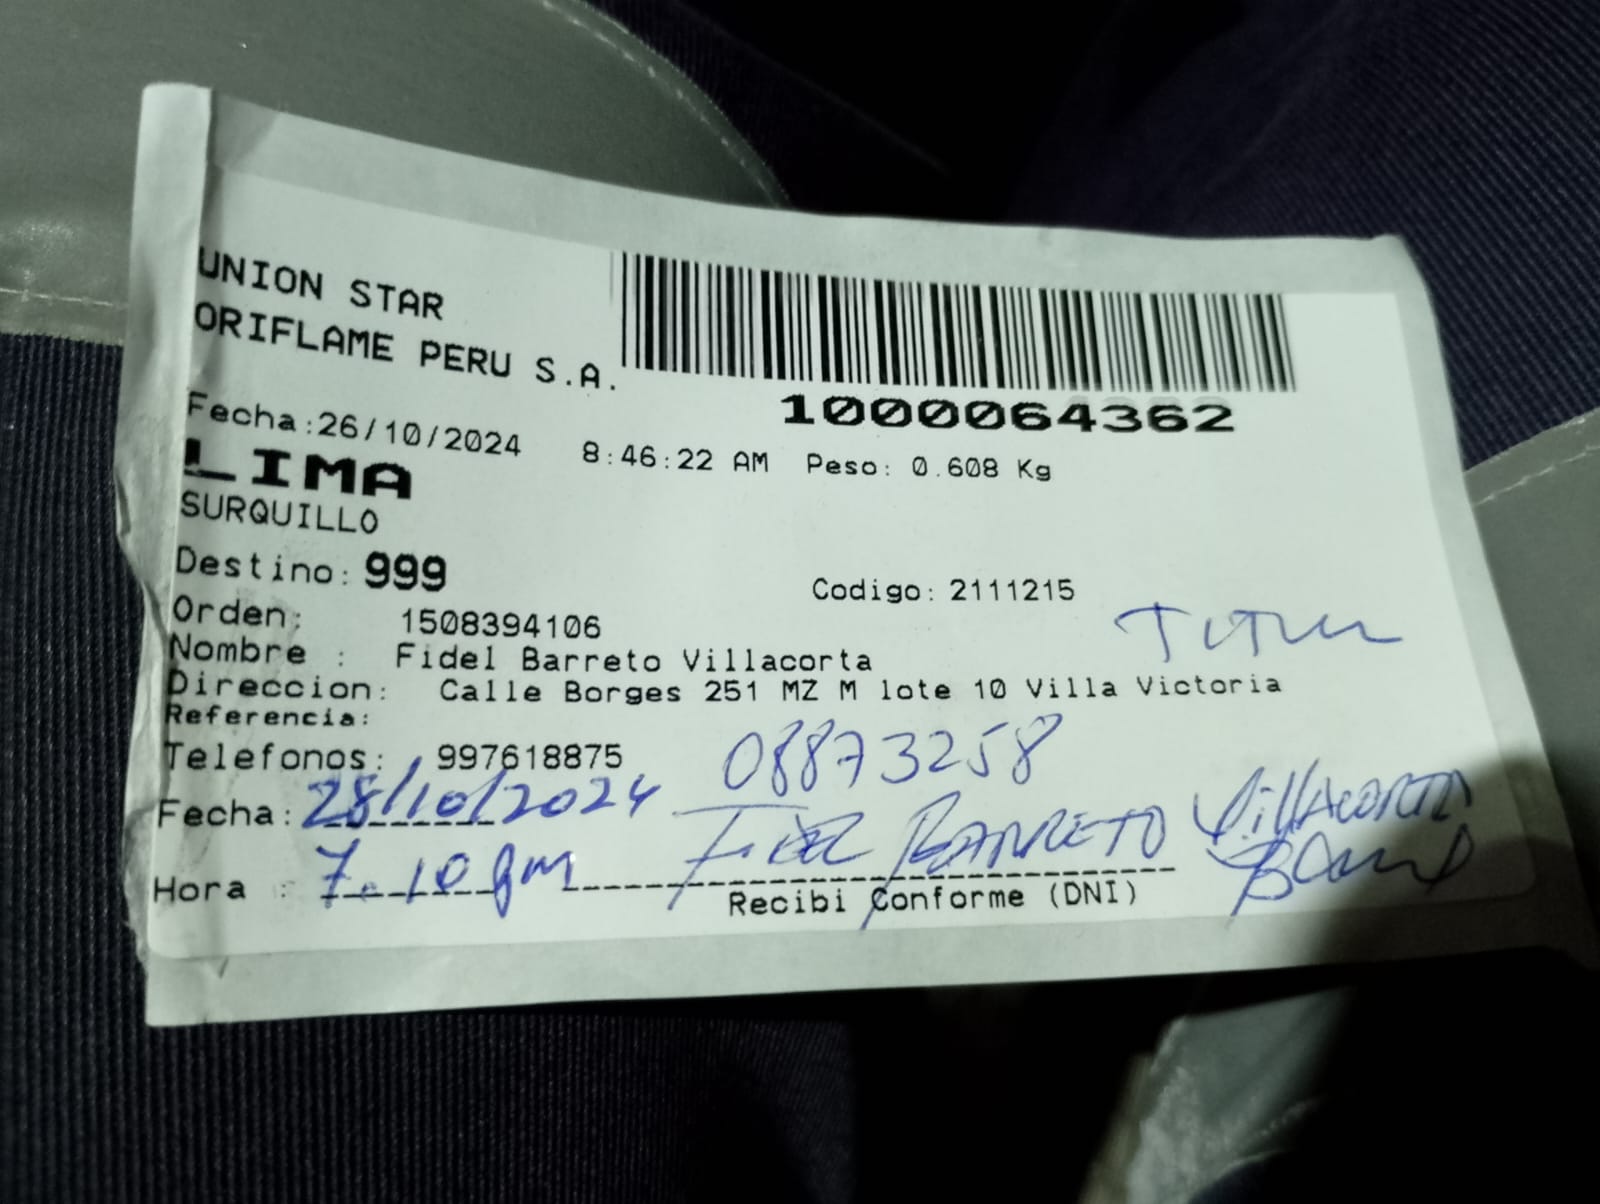 UNION STAR
ORIFLAME PERU S.A.
1000064362
Fecha:26/10/2024 8:46:22 AM Peso: 0.608 Kg
LIMA
SURQUILLO
Destino: 999 Codigo: 2111215
Orden: 1508394106
Nombre : Fidel Barreto Villacorta
Direccion: Calle Borges 251 MZ M lote 10 Villa Victoria
Referencia:
Telefonos: 997618875 08873258
Fecha: 28/10/2024 FIDEL BARRETO VILLACORTA
Hora : 7.10 pm
Recibi Conforme (DNI)